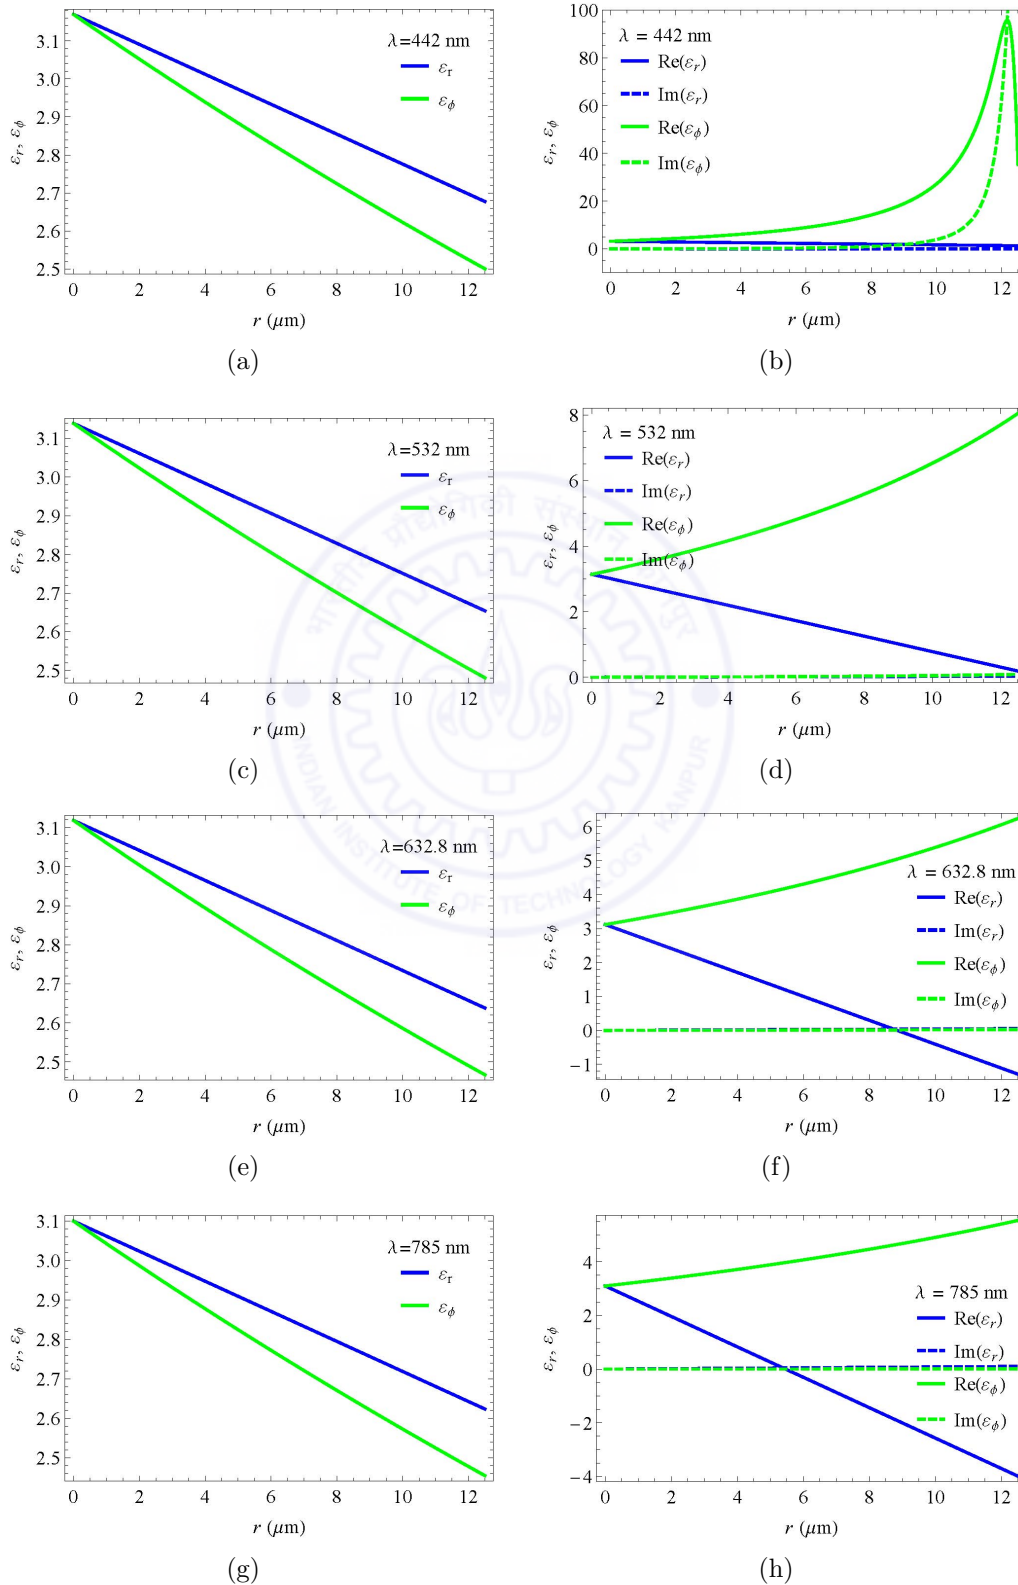 3.1
3.0
2.9
2.8
2.7
2.6
2.5
0 2 4 6 8 10 12
εr, εϕ
r (μm)
λ=442 nm
εr
εϕ
(a)
100
80
60
40
20
0
0 2 4 6 8 10 12
εr, εϕ
r (μm)
λ = 442 nm
Re(εr)
Im(εr)
Re(εϕ)
Im(εϕ)
(b)
3.1
3.0
2.9
2.8
2.7
2.6
2.5
0 2 4 6 8 10 12
εr, εϕ
r (μm)
λ=532 nm
εr
εϕ
(c)
8
6
4
2
0
0 2 4 6 8 10 12
εr, εϕ
r (μm)
λ = 532 nm
Re(εr)
Im(εr)
Re(εϕ)
Im(εϕ)
(d)
3.1
3.0
2.9
2.8
2.7
2.6
2.5
0 2 4 6 8 10 12
εr, εϕ
r (μm)
λ=632.8 nm
εr
εϕ
(e)
6
5
4
3
2
1
0
−1
0 2 4 6 8 10 12
εr, εϕ
r (μm)
λ = 632.8 nm
Re(εr)
Im(εr)
Re(εϕ)
Im(εϕ)
(f)
3.1
3.0
2.9
2.8
2.7
2.6
2.5
0 2 4 6 8 10 12
εr, εϕ
r (μm)
λ=785 nm
εr
εϕ
(g)
4
2
0
−2
−4
0 2 4 6 8 10 12
εr, εϕ
r (μm)
λ = 785 nm
Re(εr)
Im(εr)
Re(εϕ)
Im(εϕ)
(h)
INDIAN INSTITUTE OF TECHNOLOGY KANPUR